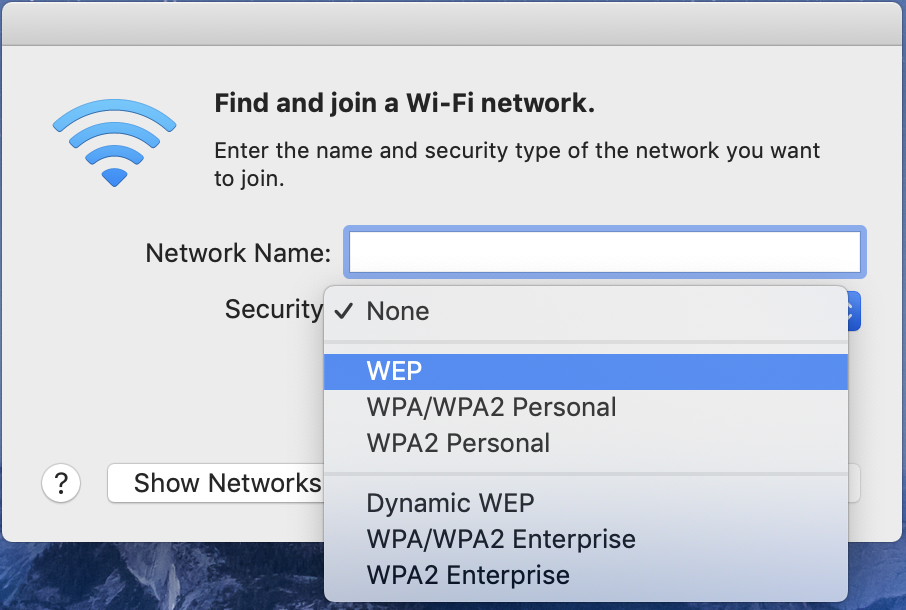 Find and join a Wi-Fi network.
Enter the name and security type of the network you want
to join.
Network Name:
Security
✓ None
WEP
WPA/WPA2 Personal
WPA2 Personal
Dynamic WEP
WPA/WPA2 Enterprise
WPA2 Enterprise
? Show Networks